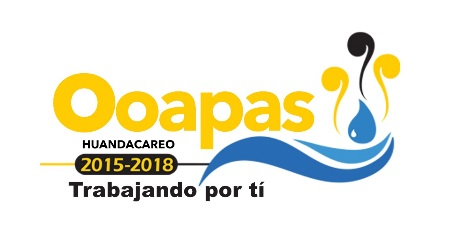 Ooapas
HUANDACAREO
2015-2018
Trabajando por tí